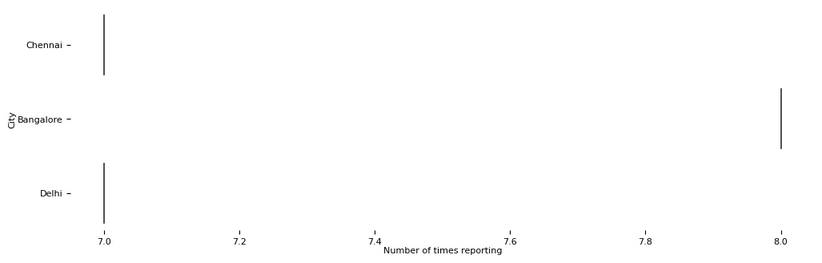 Chennai
City
Bangalore
Delhi
7.0 7.2 7.4 7.6 7.8 8.0
Number of times reporting